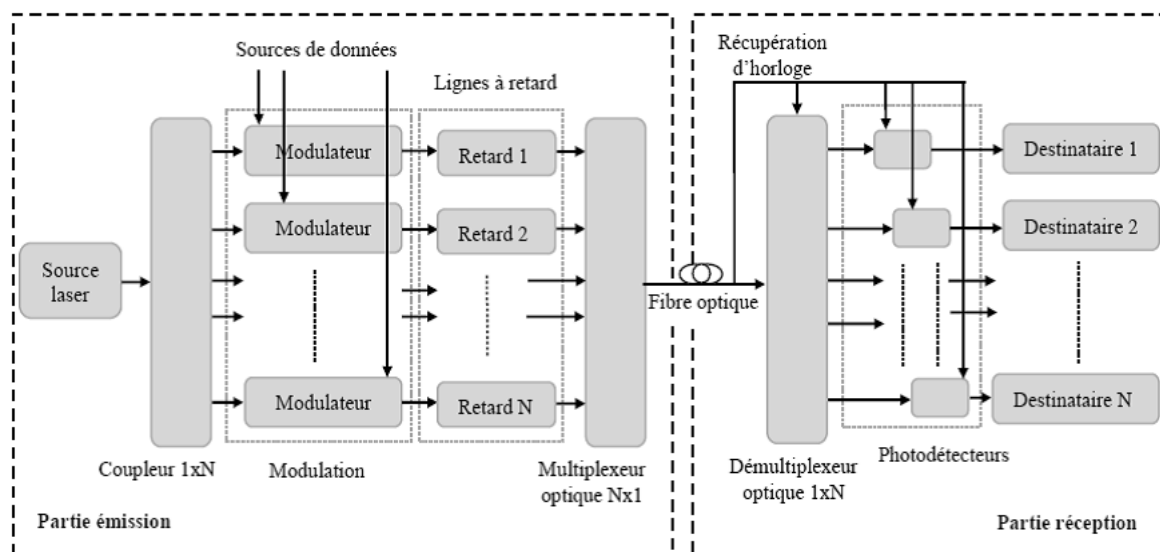 Sources de données
Lignes à retard
Récupération
d’horloge
Modulateur
Retard 1
Destinataire 1
Modulateur
Retard 2
Destinataire 2
Source
laser
Fibre optique
Modulateur
Retard N
Destinataire N
Coupleur 1xN
Modulation
Multiplexeur
optique Nx1
Démultiplexeur
optique 1xN
Photodétecteurs
Partie émission
Partie réception